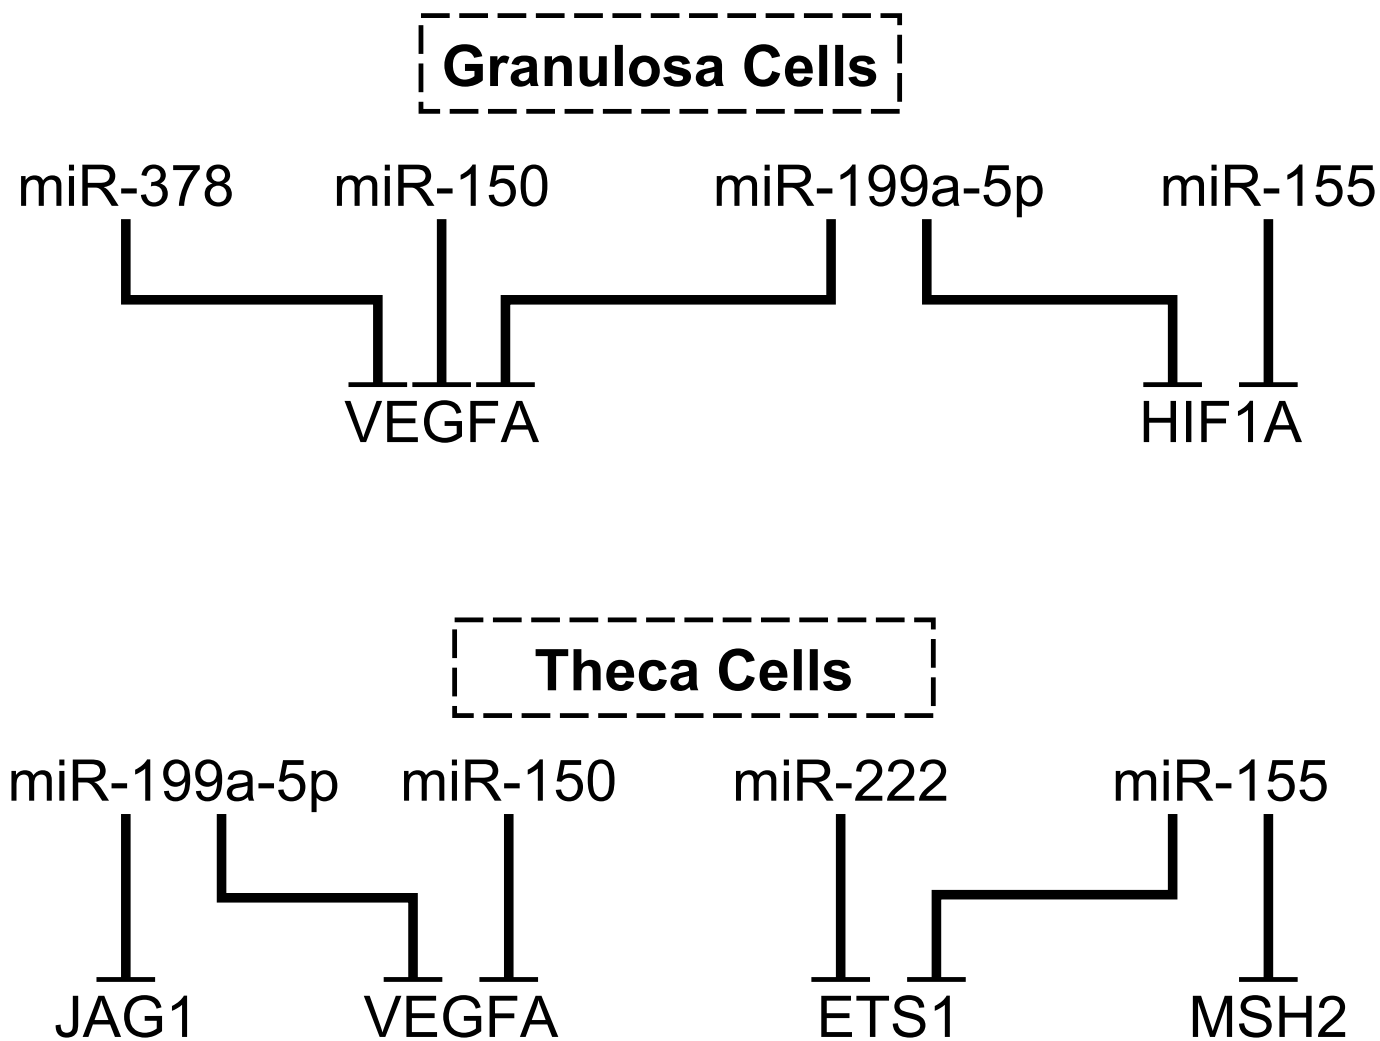 Granulosa Cells
miR-378 miR-150 miR-199a-5p miR-155
VEGFA HIF1A
Theca Cells
miR-199a-5p miR-150 miR-222 miR-155
JAG1 VEGFA ETS1 MSH2